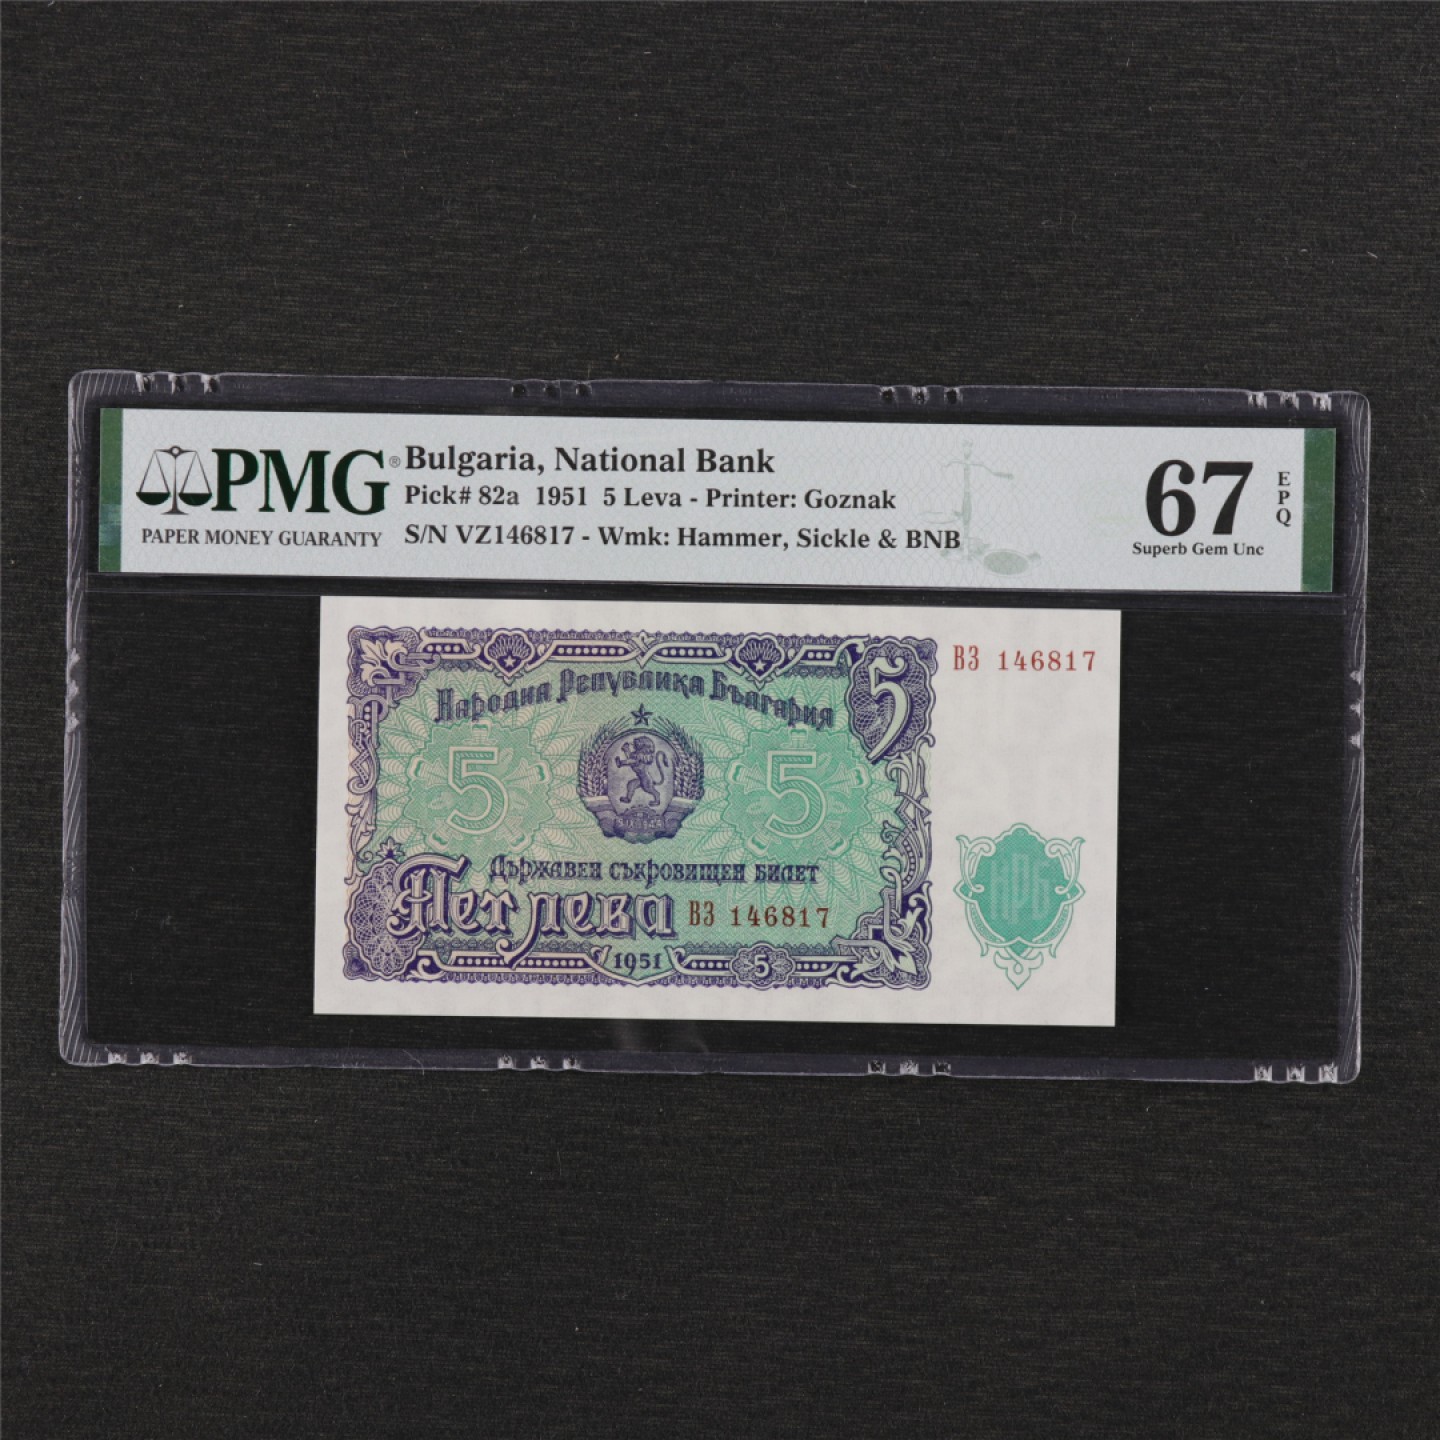 PMG®
PAPER MONEY GUARANTY
Bulgaria, National Bank
Pick# 82a 1951 5 Leva - Printer: Goznak
S/N VZ146817 - Wmk: Hammer, Sickle & BNB
67
EPQ
Superb Gem Unc
ВЗ 146817
Народна Република България
5
5
5
Държавен съкровищен билет
Пет лева
ВЗ 146817
1951
5
НРБ